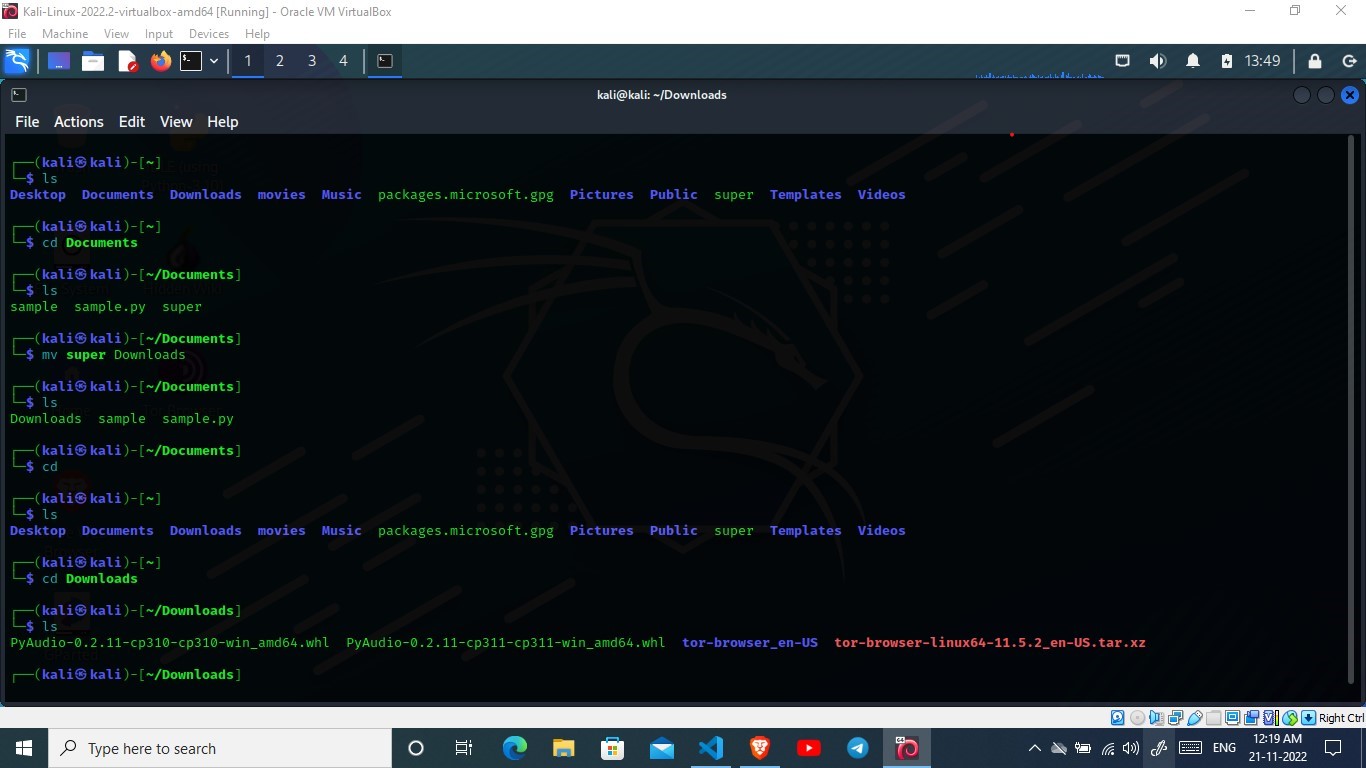 Kali-Linux-2022.2-virtualbox-amd64 [Running] - Oracle VM VirtualBox
File Machine View Input Devices Help
1 2 3 4 13:49
kali@kali: ~/Downloads
File Actions Edit View Help
┌──(kali㉿kali)-[~]
└─$ ls
Desktop Documents Downloads movies Music packages.microsoft.gpg Pictures Public super Templates Videos
┌──(kali㉿kali)-[~]
└─$ cd Documents
┌──(kali㉿kali)-[~/Documents]
└─$ ls
sample sample.py super
┌──(kali㉿kali)-[~/Documents]
└─$ mv super Downloads
┌──(kali㉿kali)-[~/Documents]
└─$ ls
Downloads sample sample.py
┌──(kali㉿kali)-[~/Documents]
└─$ cd
┌──(kali㉿kali)-[~]
└─$ ls
Desktop Documents Downloads movies Music packages.microsoft.gpg Pictures Public super Templates Videos
┌──(kali㉿kali)-[~]
└─$ cd Downloads
┌──(kali㉿kali)-[~/Downloads]
└─$ ls
PyAudio-0.2.11-cp310-cp310-win_amd64.whl PyAudio-0.2.11-cp311-cp311-win_amd64.whl tor-browser_en-US tor-browser-linux64-11.5.2_en-US.tar.xz
┌──(kali㉿kali)-[~/Downloads]
Right Ctrl
Type here to search
ENG
12:19 AM
21-11-2022